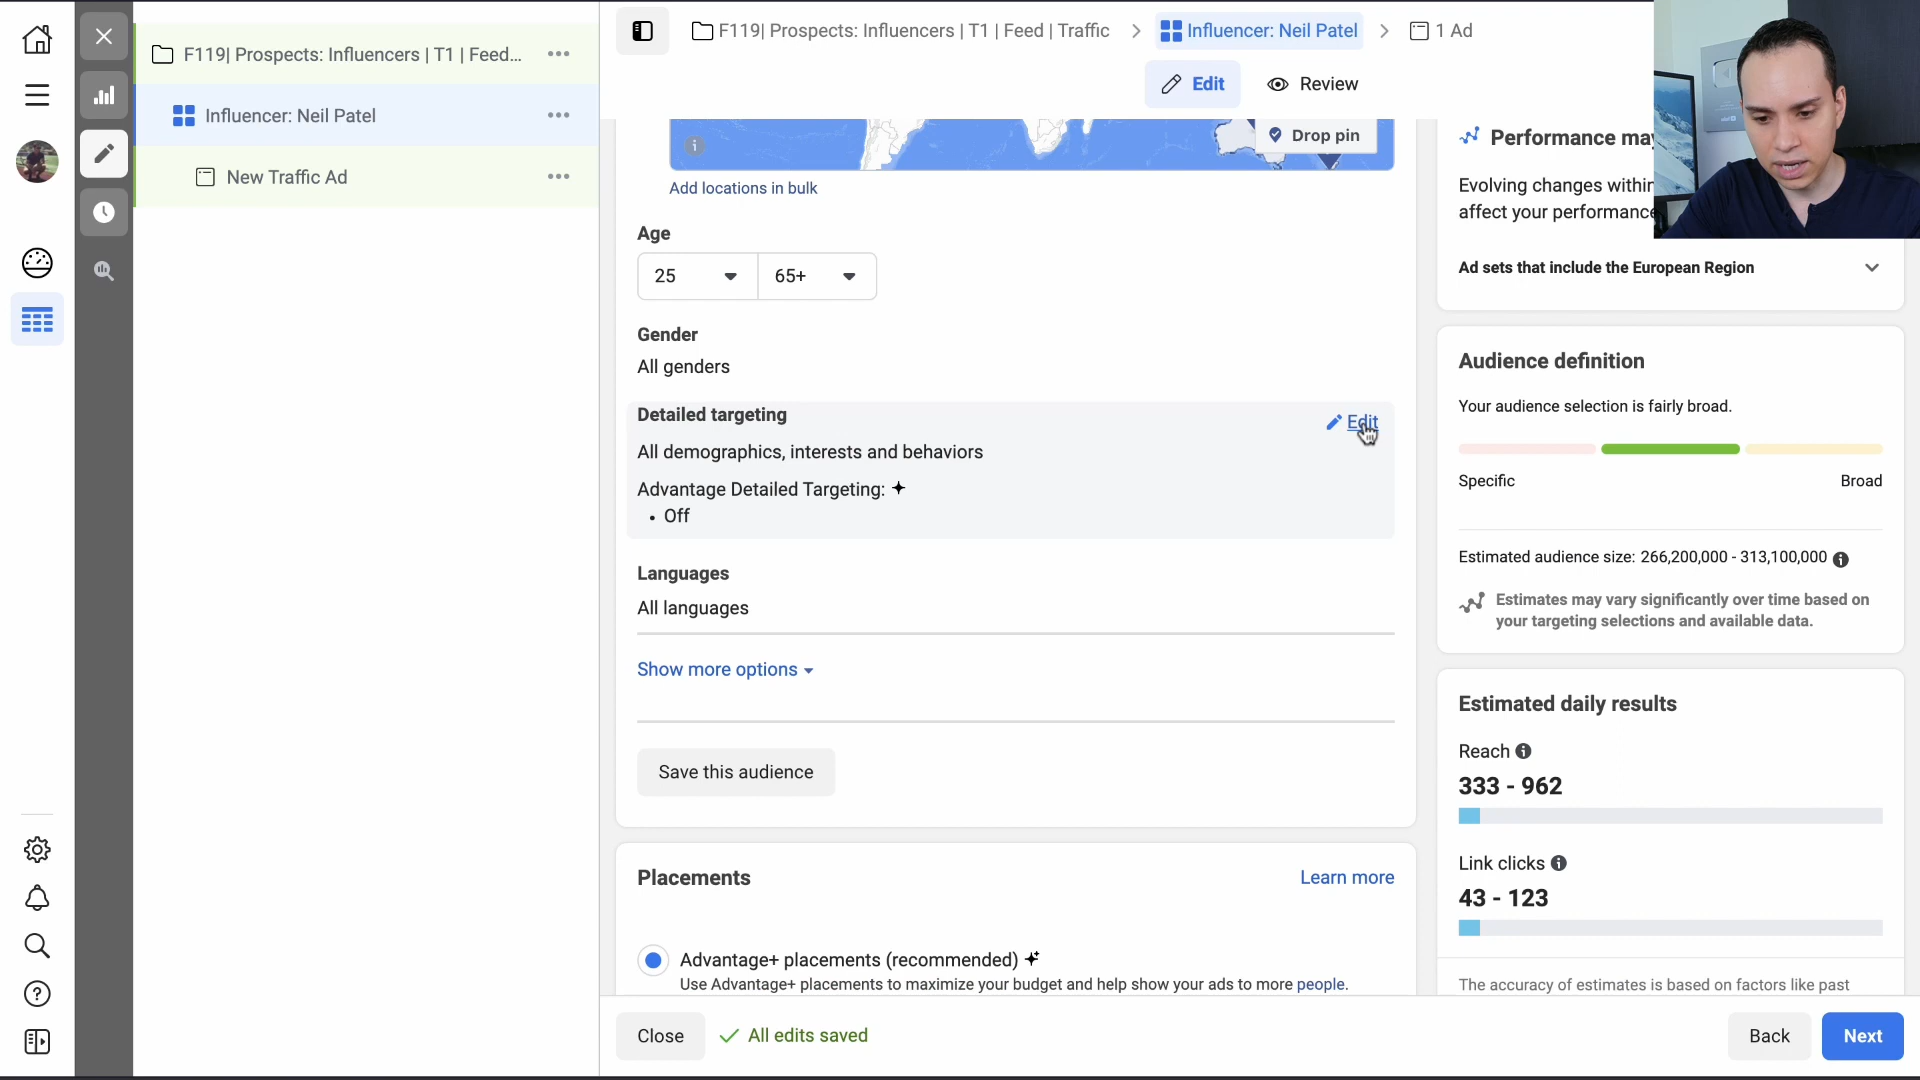 F119| Prospects: Influencers | T1 | Feed...
Influencer: Neil Patel
New Traffic Ad
F119| Prospects: Influencers | T1 | Feed | Traffic
Influencer: Neil Patel
1 Ad
Edit
Review
Drop pin
Add locations in bulk
Age
25
65+
Gender
All genders
Detailed targeting
Edit
All demographics, interests and behaviors
Advantage Detailed Targeting:
• Off
Languages
All languages
Show more options
Save this audience
Placements
Learn more
Advantage+ placements (recommended)
Use Advantage+ placements to maximize your budget and help show your ads to more people.
Close
All edits saved
Back
Next
Performance may
Evolving changes within
affect your performance
Ad sets that include the European Region
Audience definition
Your audience selection is fairly broad.
Specific
Broad
Estimated audience size: 266,200,000 - 313,100,000
Estimates may vary significantly over time based on
your targeting selections and available data.
Estimated daily results
Reach
333 - 962
Link clicks
43 - 123
The accuracy of estimates is based on factors like past